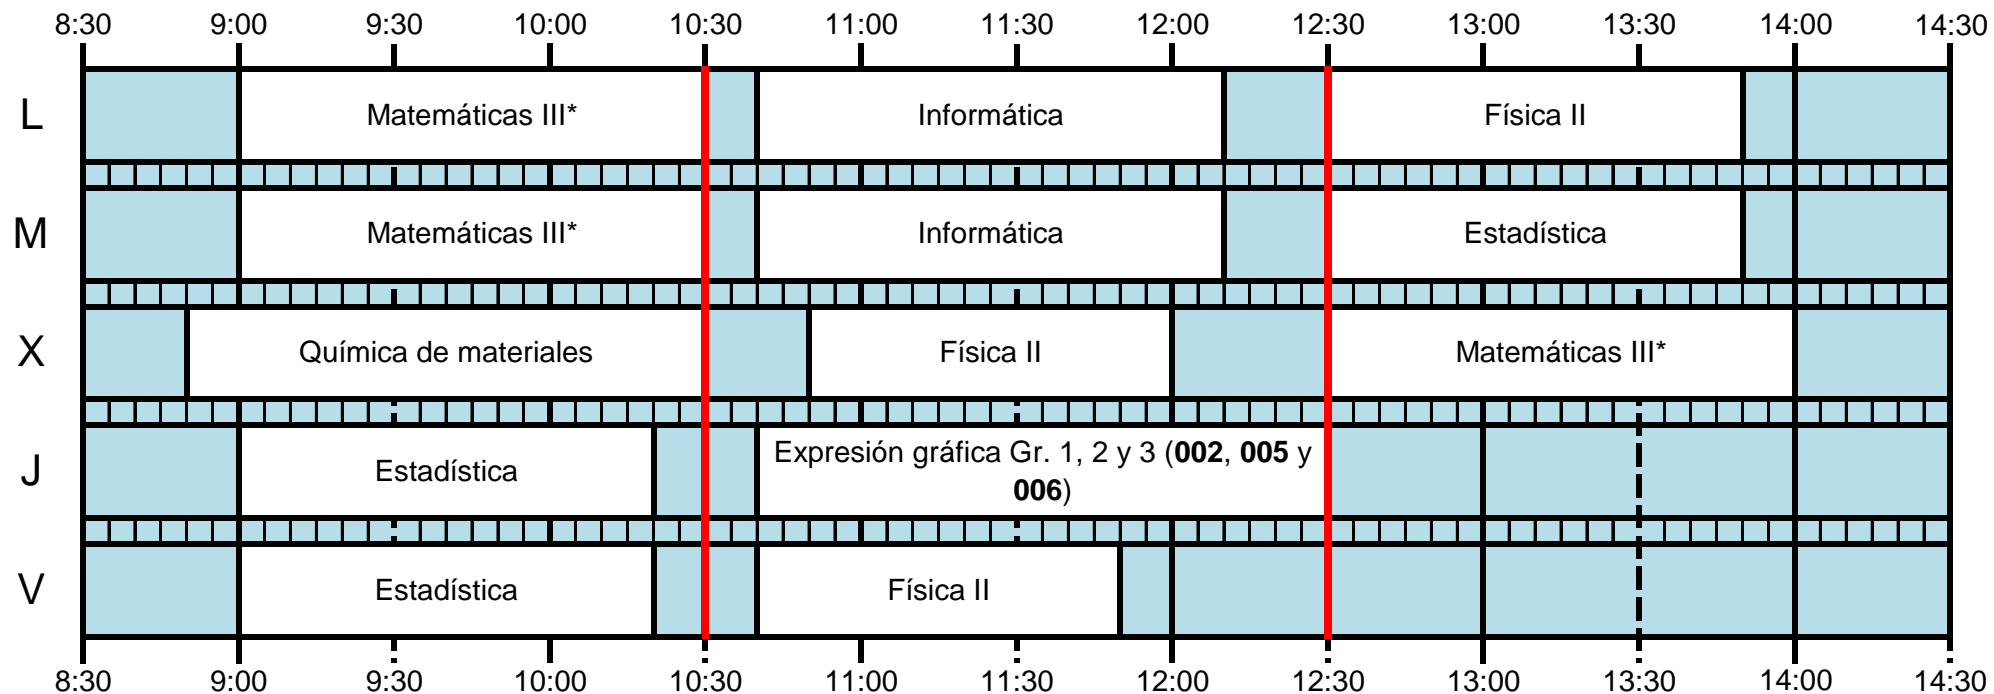 8:30 9:00 9:30 10:00 10:30 11:00 11:30 12:00 12:30 13:00 13:30 14:00 14:30
L Matemáticas III* Informática Física II
M Matemáticas III* Informática Estadística
X Química de materiales Física II Matemáticas III*
J Estadística Expresión gráfica Gr. 1, 2 y 3 (002, 005 y
006)
V Estadística Física II
8:30 9:00 9:30 10:00 10:30 11:00 11:30 12:00 12:30 13:00 13:30 14:00 14:30